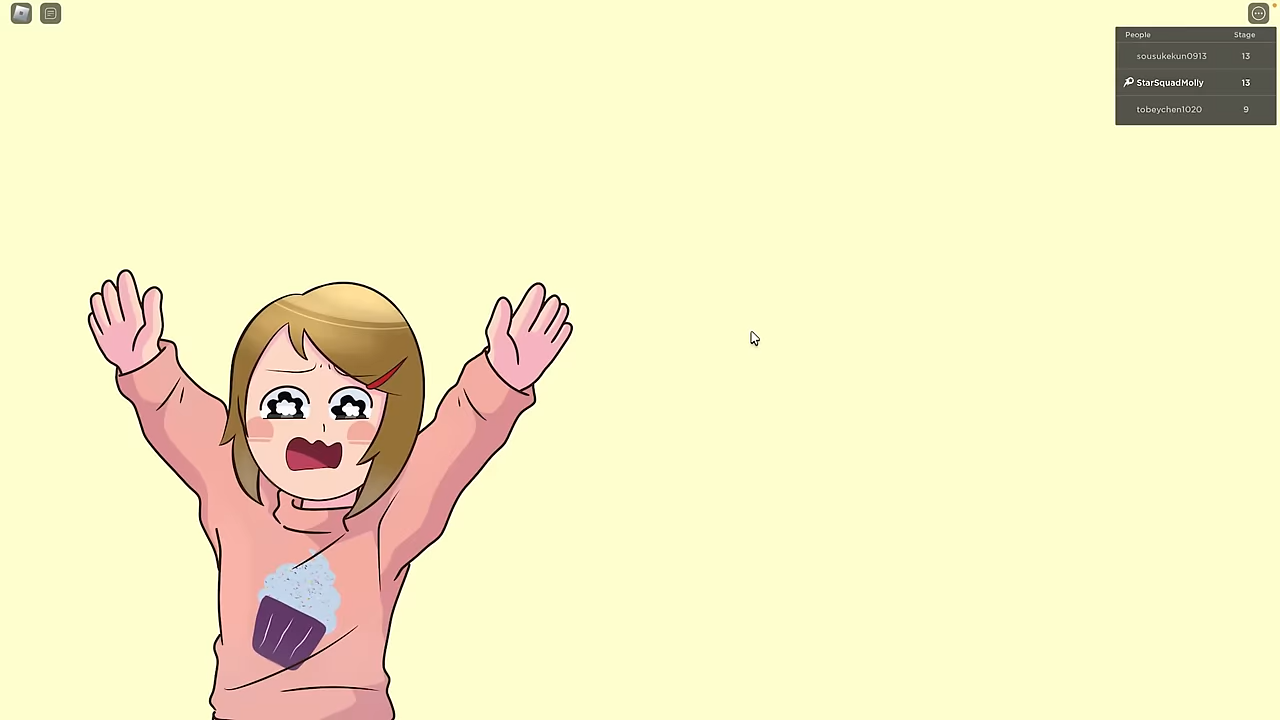 People Stage
sousukekun0913 13
StarSquadMolly 13
tobeychen1020 9